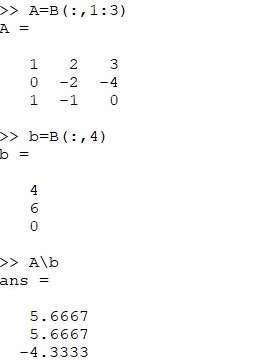 >> A=B(:,1:3)
A =
1 2 3
0 -2 -4
1 -1 0
>> b=B(:,4)
b =
4
6
0
>> A\b
ans =
5.6667
5.6667
-4.3333